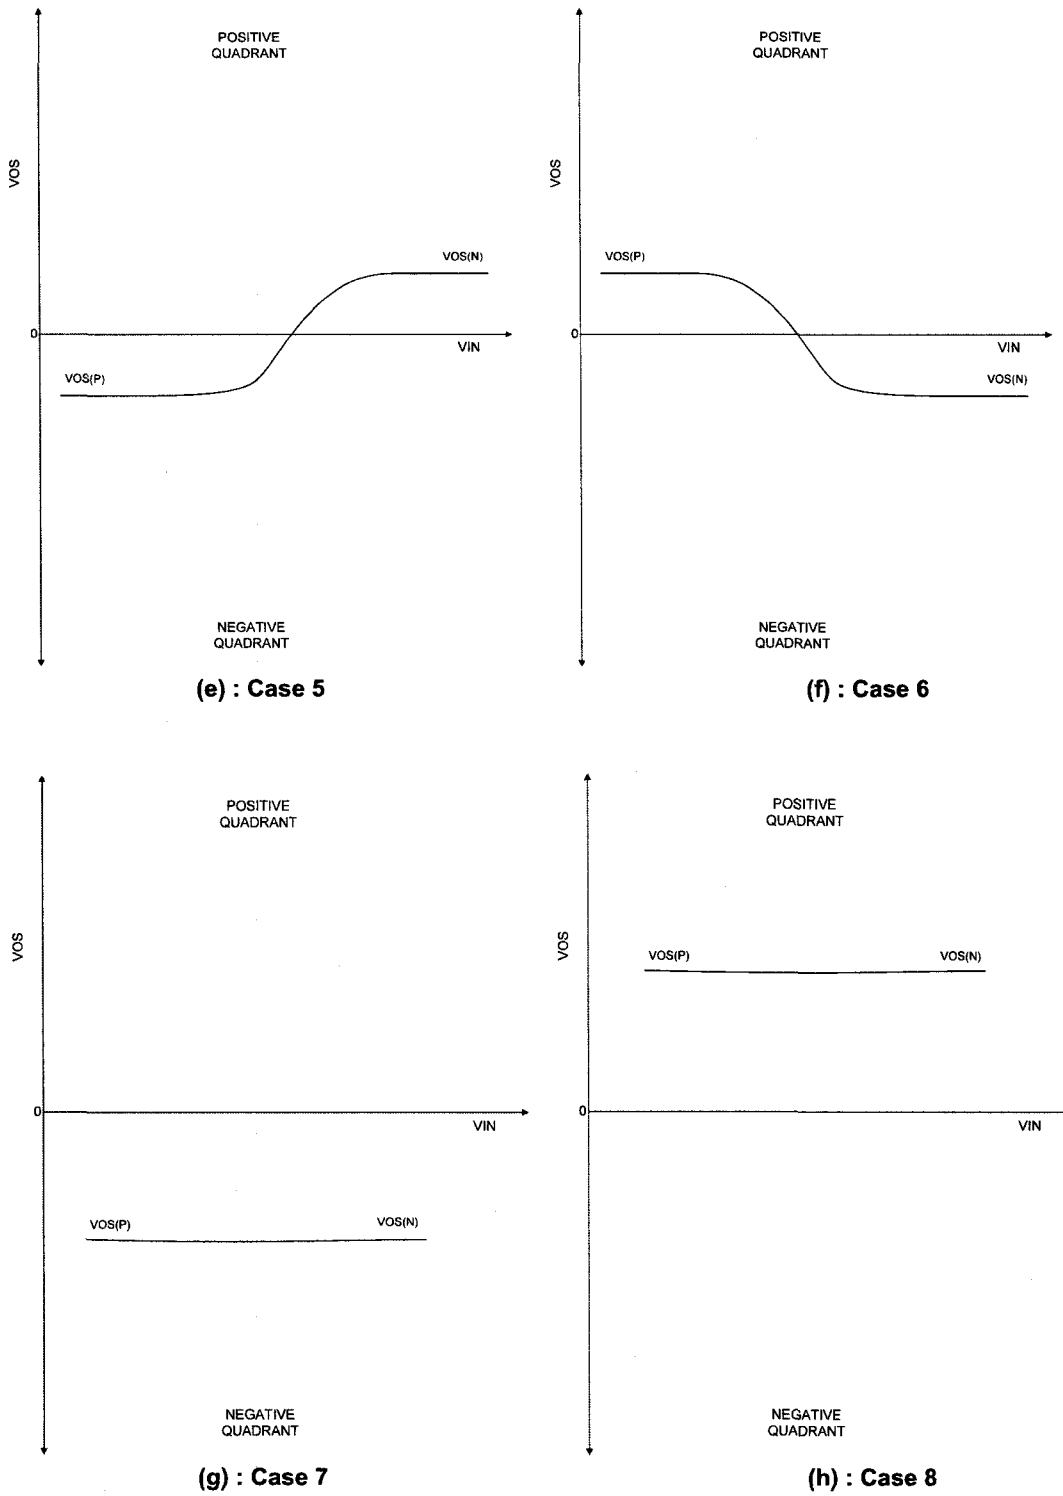 POSITIVE
QUADRANT
VOS
VOS(N)
0
VIN
VOS(P)
NEGATIVE
QUADRANT
(e) : Case 5
POSITIVE
QUADRANT
VOS
VOS(P)
0
VIN
VOS(N)
NEGATIVE
QUADRANT
(f) : Case 6
POSITIVE
QUADRANT
VOS
0
VIN
VOS(P)
VOS(N)
NEGATIVE
QUADRANT
(g) : Case 7
POSITIVE
QUADRANT
VOS
VOS(P)
VOS(N)
0
VIN
NEGATIVE
QUADRANT
(h) : Case 8